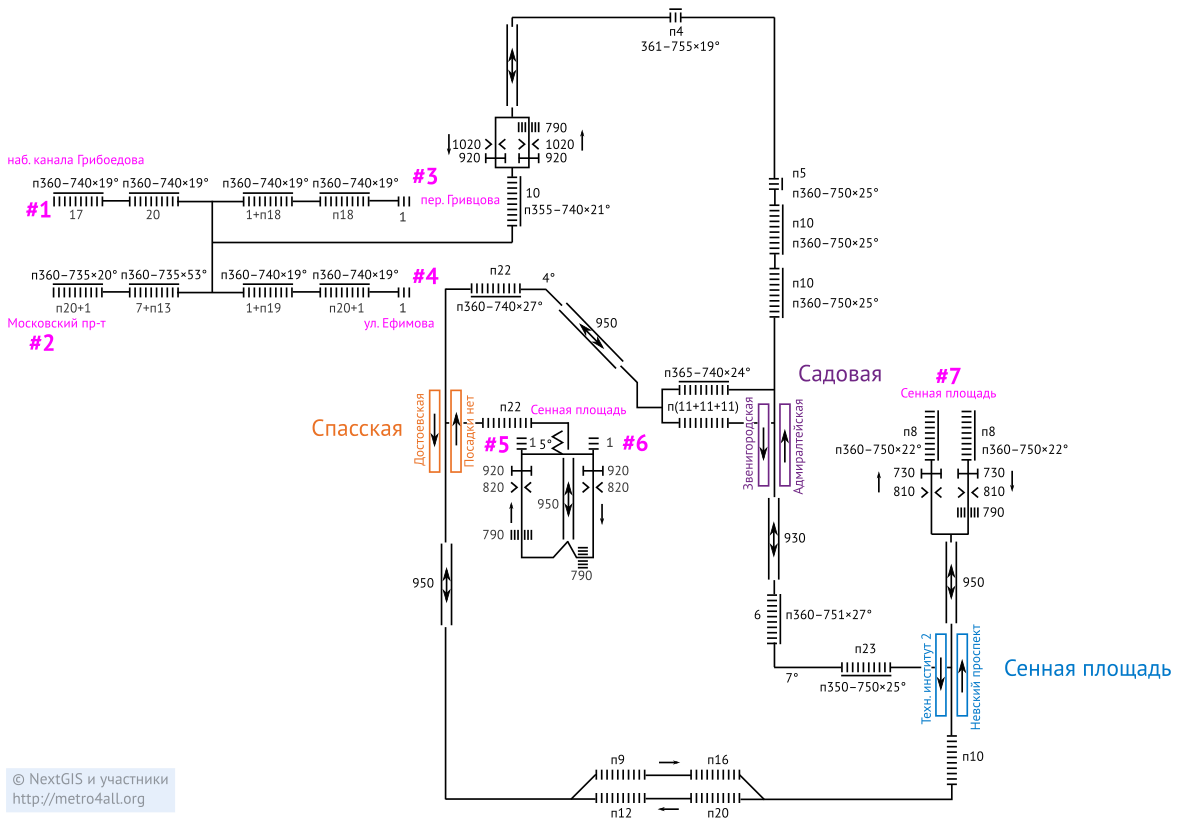 п4
361–755×19°
790
1020
1020
920
920
наб. канала Грибоедова
п360–740×19°
п360–740×19°
п360–740×19°
п360–740×19°
#3
#1
17
20
1+п18
п18
1
пер. Гривцова
10
п355–740×21°
п5
п360–750×25°
п10
п360–750×25°
п10
п360–750×25°
п360–735×20°
п360–735×53°
п360–740×19°
п360–740×19°
#4
п20+1
7+п13
1+п19
п20+1
1
Московский пр-т
ул. Ефимова
#2
п22
4°
п360–740×27°
950
п365–740×24°
п(11+11+11)
Садовая
Звенигородская
Адмиралтейская
#7
Сенная площадь
п8
п360–750×22°
п8
п360–750×22°
730
730
810
810
790
950
Спасская
Достоевская
Посадки нет
п22
Сенная площадь
#5
1
5°
1
#6
920
920
820
820
950
790
790
950
930
6
п360–751×27°
7°
п23
п350–750×25°
Техн. институт 2
Невский проспект
Сенная площадь
п10
п9
п16
п12
п20
© NextGIS и участники
http://metro4all.org